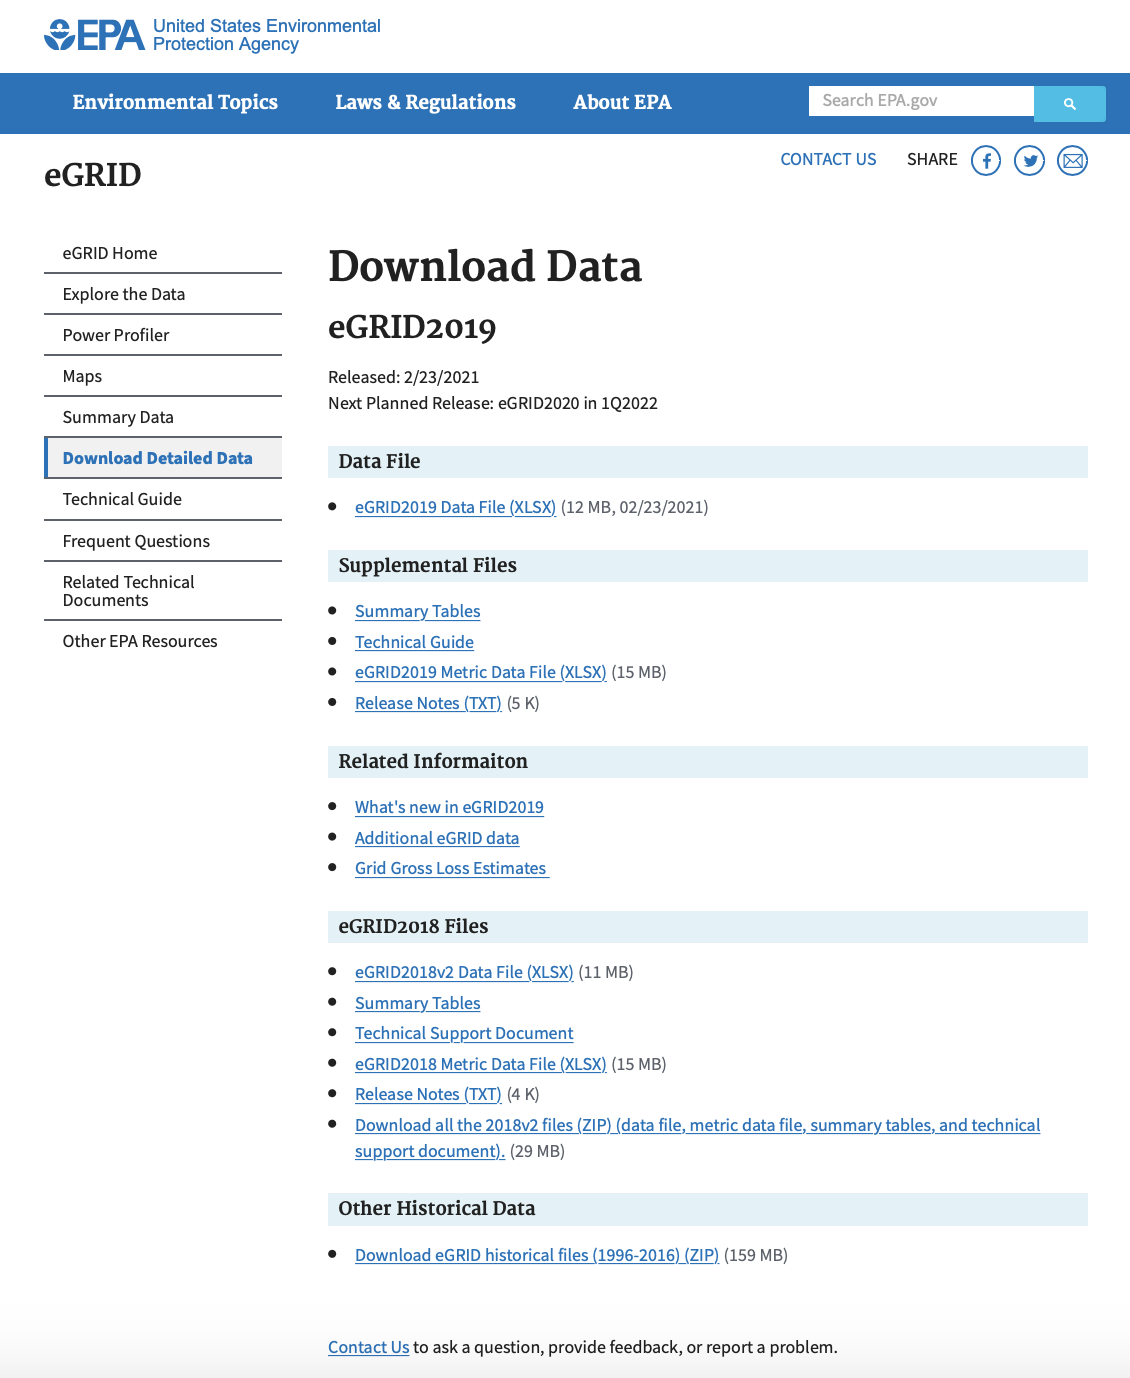 EPA United States Environmental
Protection Agency
Environmental Topics Laws & Regulations About EPA Search EPA.gov
eGRID
CONTACT US SHARE
eGRID Home
Explore the Data
Power Profiler
Maps
Summary Data
Download Detailed Data
Technical Guide
Frequent Questions
Related Technical
Documents
Other EPA Resources
Download Data
eGRID2019
Released: 2/23/2021
Next Planned Release: eGRID2020 in 1Q2022
Data File
eGRID2019 Data File (XLSX) (12 MB, 02/23/2021)
Supplemental Files
Summary Tables
Technical Guide
eGRID2019 Metric Data File (XLSX) (15 MB)
Release Notes (TXT) (5 K)
Related Informaiton
What's new in eGRID2019
Additional eGRID data
Grid Gross Loss Estimates
eGRID2018 Files
eGRID2018v2 Data File (XLSX) (11 MB)
Summary Tables
Technical Support Document
eGRID2018 Metric Data File (XLSX) (15 MB)
Release Notes (TXT) (4 K)
Download all the 2018v2 files (ZIP) (data file, metric data file, summary tables, and technical
support document). (29 MB)
Other Historical Data
Download eGRID historical files (1996-2016) (ZIP) (159 MB)
Contact Us to ask a question, provide feedback, or report a problem.